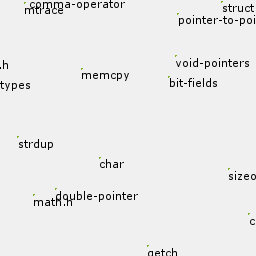 comma-operator
struct
mtrace
pointer-to-poi
.h
void-pointers
memcpy
types
bit-fields
strdup
char
sizeo
double-pointer
math.h
c
getch